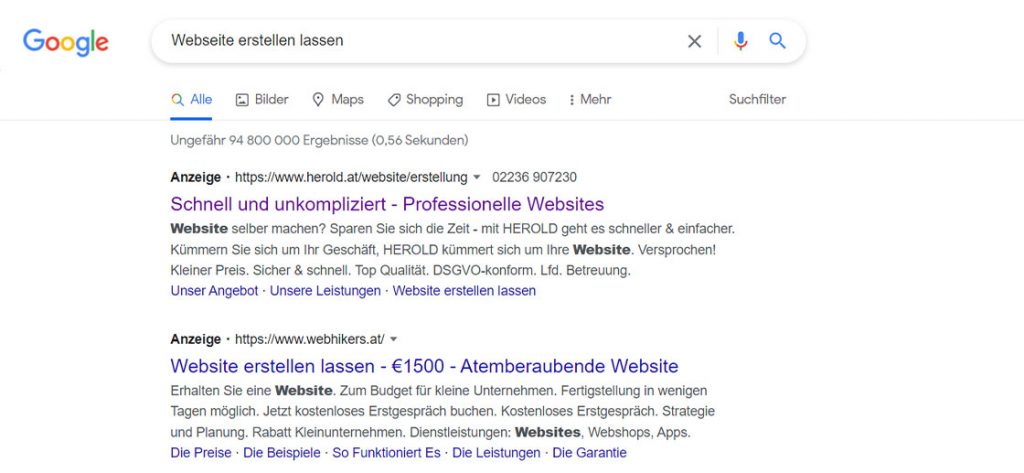 Google
Webseite erstellen lassen
Alle Bilder Maps Shopping Videos Mehr Suchfilter
Ungefähr 94 800 000 Ergebnisse (0,56 Sekunden)
Anzeige · https://www.herold.at/website/erstellung 02236 907230
Schnell und unkompliziert - Professionelle Websites
Website selber machen? Sparen Sie sich die Zeit - mit HEROLD geht es schneller & einfacher.
Kümmern Sie sich um Ihr Geschäft, HEROLD kümmert sich um Ihre Website. Versprochen!
Kleiner Preis. Sicher & schnell. Top Qualität. DSGVO-konform. Lfd. Betreuung.
Unser Angebot · Unsere Leistungen · Website erstellen lassen
Anzeige · https://www.webhikers.at/
Website erstellen lassen - €1500 - Atemberaubende Website
Erhalten Sie eine Website. Zum Budget für kleine Unternehmen. Fertigstellung in wenigen
Tagen möglich. Jetzt kostenloses Erstgespräch buchen. Kostenloses Erstgespräch. Strategie
und Planung. Rabatt Kleinunternehmen. Dienstleistungen: Websites, Webshops, Apps.
Die Preise · Die Beispiele · So Funktioniert Es · Die Leistungen · Die Garantie